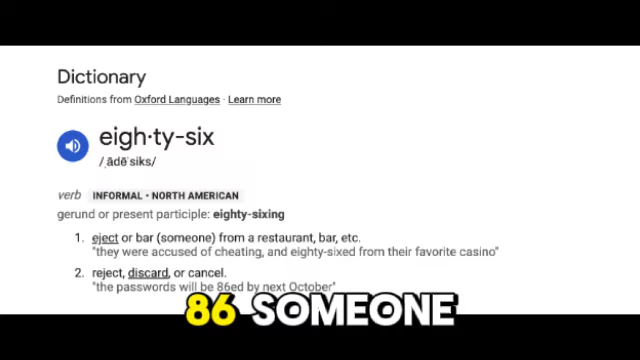 Dictionary
Definitions from Oxford Languages · Learn more
eigh·ty-six
/ˌādēˈsiks/
verb INFORMAL • NORTH AMERICAN
gerund or present participle: eighty-sixing
1. eject or bar (someone) from a restaurant, bar, etc.
"they were accused of cheating, and eighty-sixed from their favorite casino"
2. reject, discard, or cancel.
"the passwords will be 86ed by next October"
86 SOMEONE